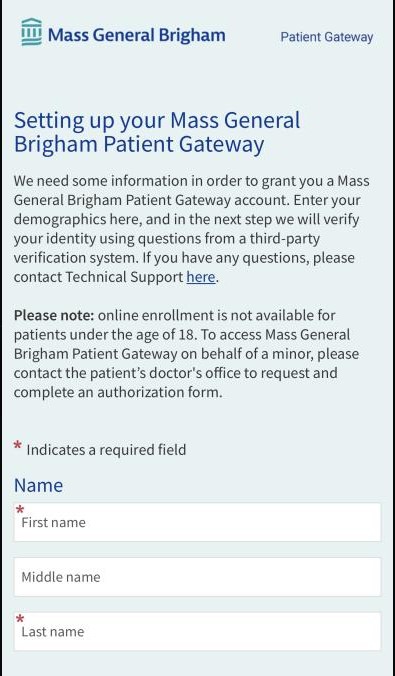 Mass General Brigham
Patient Gateway
Setting up your Mass General
Brigham Patient Gateway
We need some information in order to grant you a Mass
General Brigham Patient Gateway account. Enter your
demographics here, and in the next step we will verify
your identity using questions from a third-party
verification system. If you have any questions, please
contact Technical Support here.
Please note: online enrollment is not available for
patients under the age of 18. To access Mass General
Brigham Patient Gateway on behalf of a minor, please
contact the patient's doctor's office to request and
complete an authorization form.
* Indicates a required field
Name
* First name
Middle name
* Last name